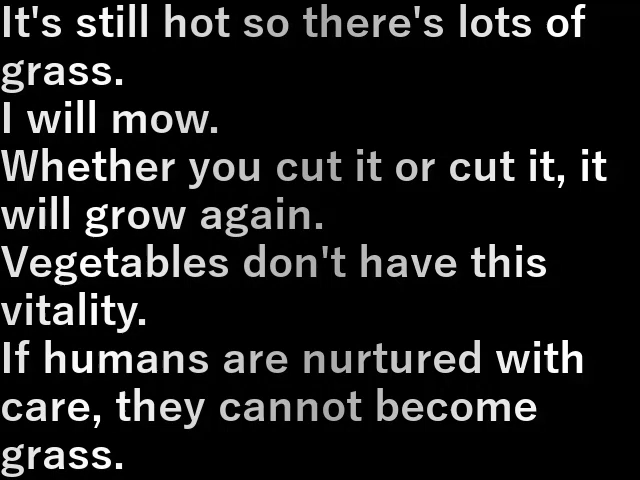 It's still hot so there's lots of
grass.
I will mow.
Whether you cut it or cut it, it
will grow again.
Vegetables don't have this
vitality.
If humans are nurtured with
care, they cannot become
grass.